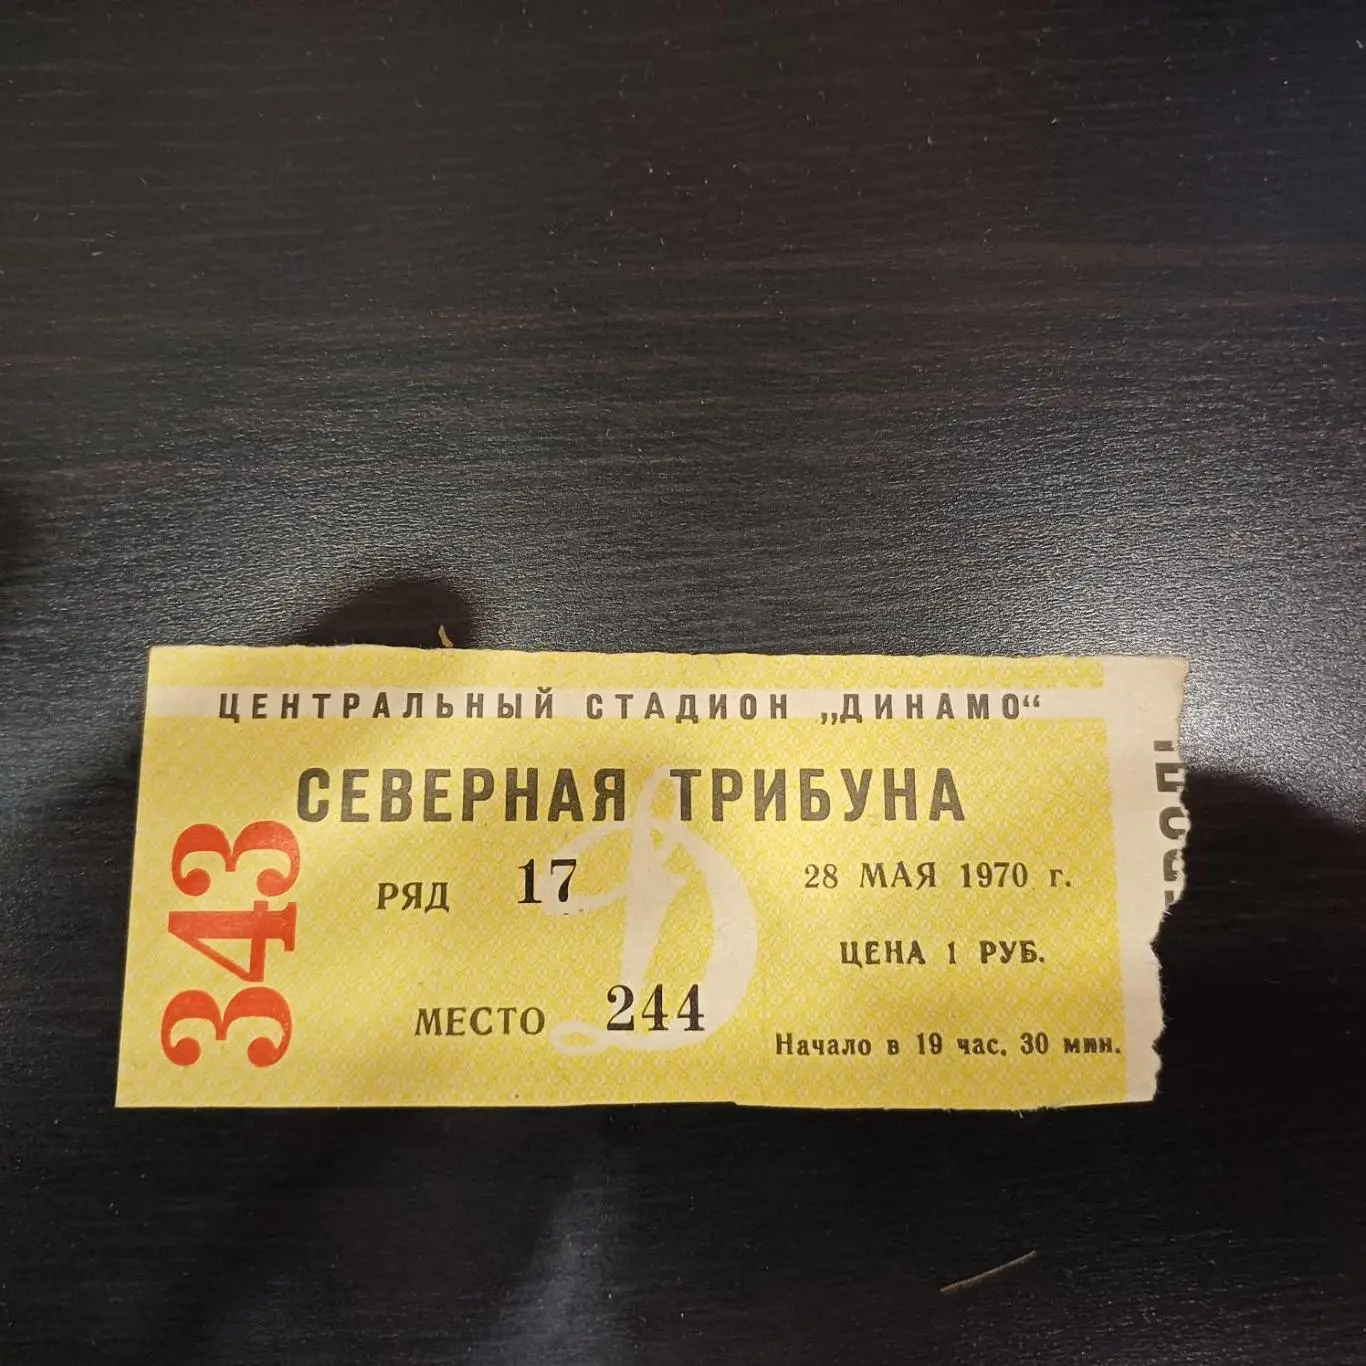 ЦЕНТРАЛЬНЫЙ СТАДИОН „ДИНАМО“
СЕВЕРНАЯ ТРИБУНА
343
РЯД 17
28 МАЯ 1970 г.
ЦЕНА 1 РУБ.
МЕСТО 244
Начало в 19 час. 30 мин.